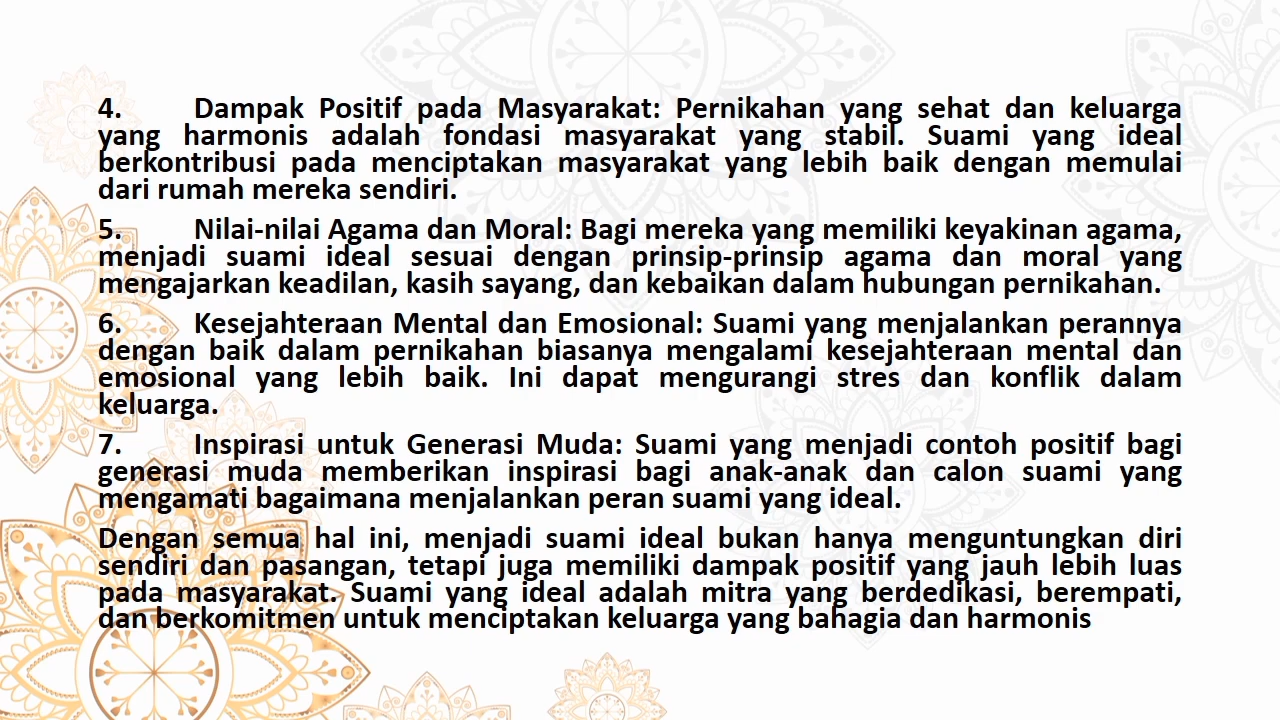 4. Dampak Positif pada Masyarakat: Pernikahan yang sehat dan keluarga
yang harmonis adalah fondasi masyarakat yang stabil. Suami yang ideal
berkontribusi pada menciptakan masyarakat yang lebih baik dengan memulai
dari rumah mereka sendiri.
5. Nilai-nilai Agama dan Moral: Bagi mereka yang memiliki keyakinan agama,
menjadi suami ideal sesuai dengan prinsip-prinsip agama dan moral yang
mengajarkan keadilan, kasih sayang, dan kebaikan dalam hubungan pernikahan.
6. Kesejahteraan Mental dan Emosional: Suami yang menjalankan perannya
dengan baik dalam pernikahan biasanya mengalami kesejahteraan mental dan
emosional yang lebih baik. Ini dapat mengurangi stres dan konflik dalam
keluarga.
7. Inspirasi untuk Generasi Muda: Suami yang menjadi contoh positif bagi
generasi muda memberikan inspirasi bagi anak-anak dan calon suami yang
mengamati bagaimana menjalankan peran suami yang ideal.
Dengan semua hal ini, menjadi suami ideal bukan hanya menguntungkan diri
sendiri dan pasangan, tetapi juga memiliki dampak positif yang jauh lebih luas
pada masyarakat. Suami yang ideal adalah mitra yang berdedikasi, berempati,
dan berkomitmen untuk menciptakan keluarga yang bahagia dan harmonis